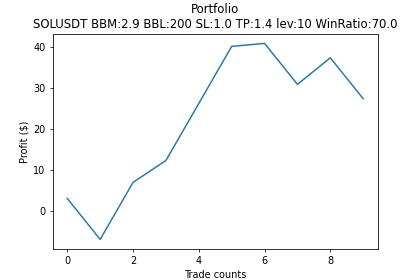 Portfolio
SOLUSDT BBM:2.9 BBL:200 SL:1.0 TP:1.4 lev:10 WinRatio:70.0
40
30
20
10
0
Profit ($)
0 2 4 6 8
Trade counts